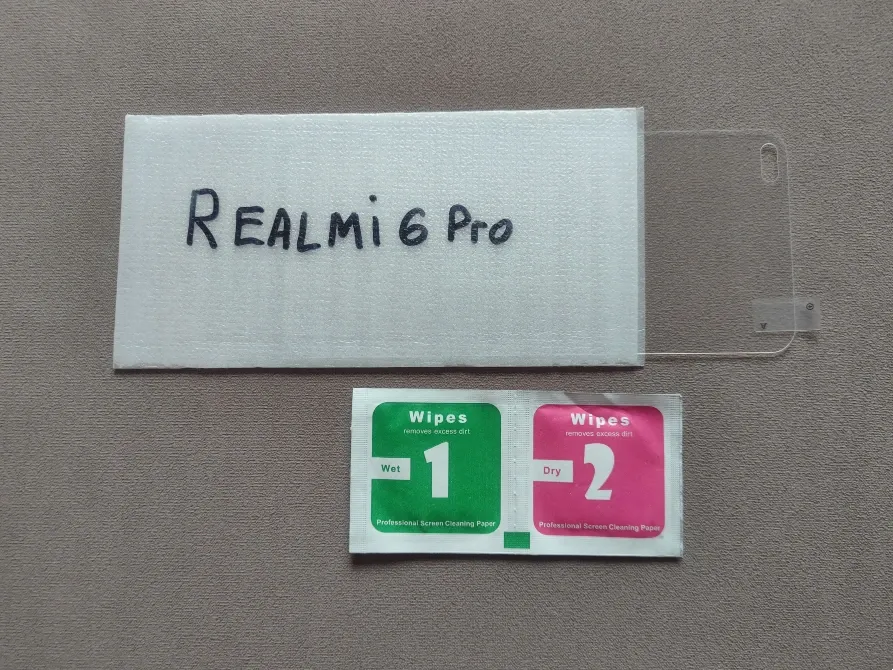 REALMi 6 Pro
Wipes
removes excess dirt
Wet
1
Professional Screen Cleaning Paper
Wipes
removes excess dirt
Dry
2
Professional Screen Cleaning Paper